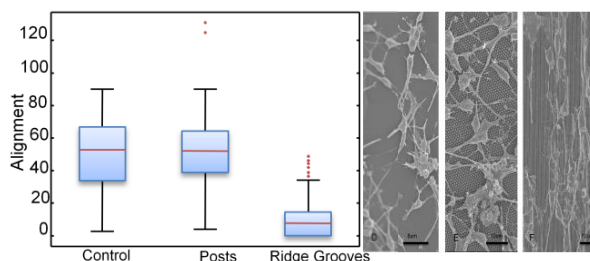 120
100
80
60
40
20
0
Alignment
Control
Posts
Ridge Grooves
D
E
F